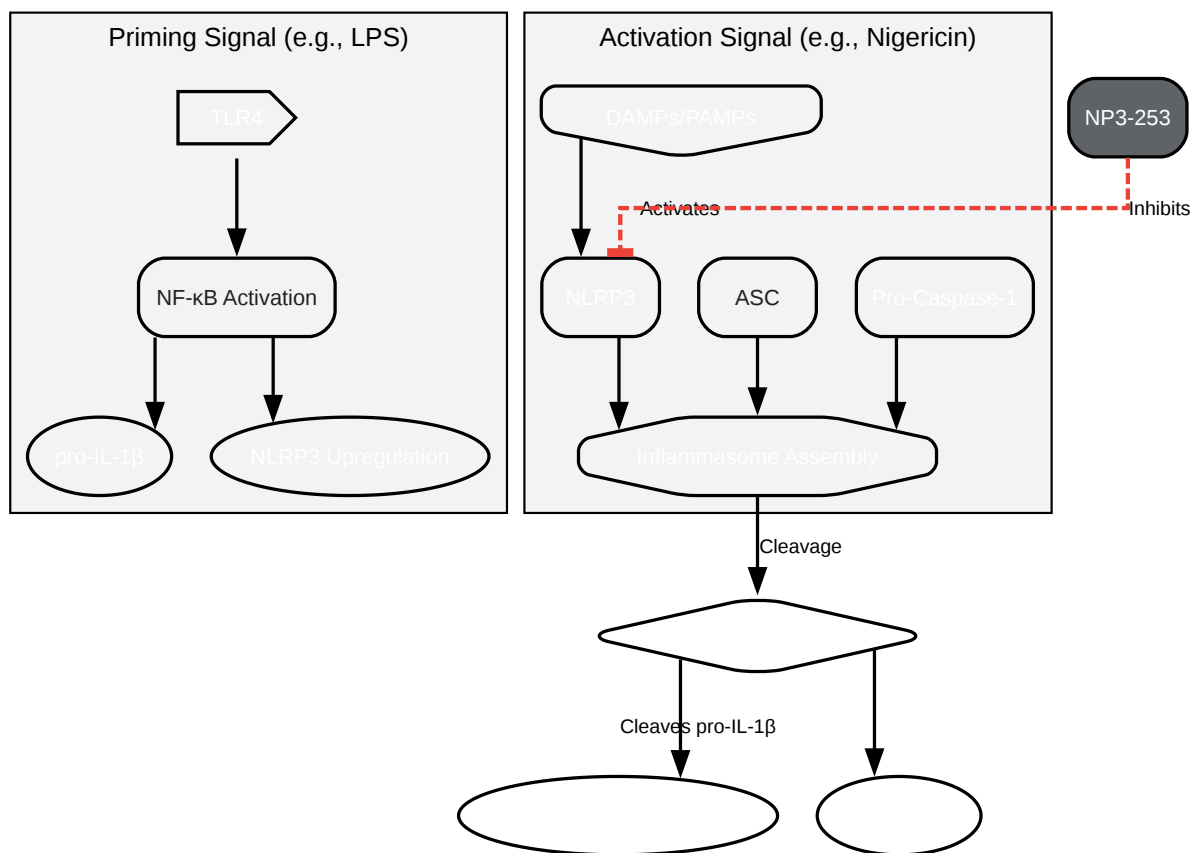 Priming Signal (e.g., LPS)
Activation Signal (e.g., Nigericin)
TLR4
DAMPs/PAMPs
NP3-253
Activates
Inhibits
NF-κB Activation
NLRP3
ASC
Pro-Caspase-1
pro-IL-1β
NLRP3 Upregulation
Inflammasome Assembly
Cleavage
Cleaves pro-IL-1β